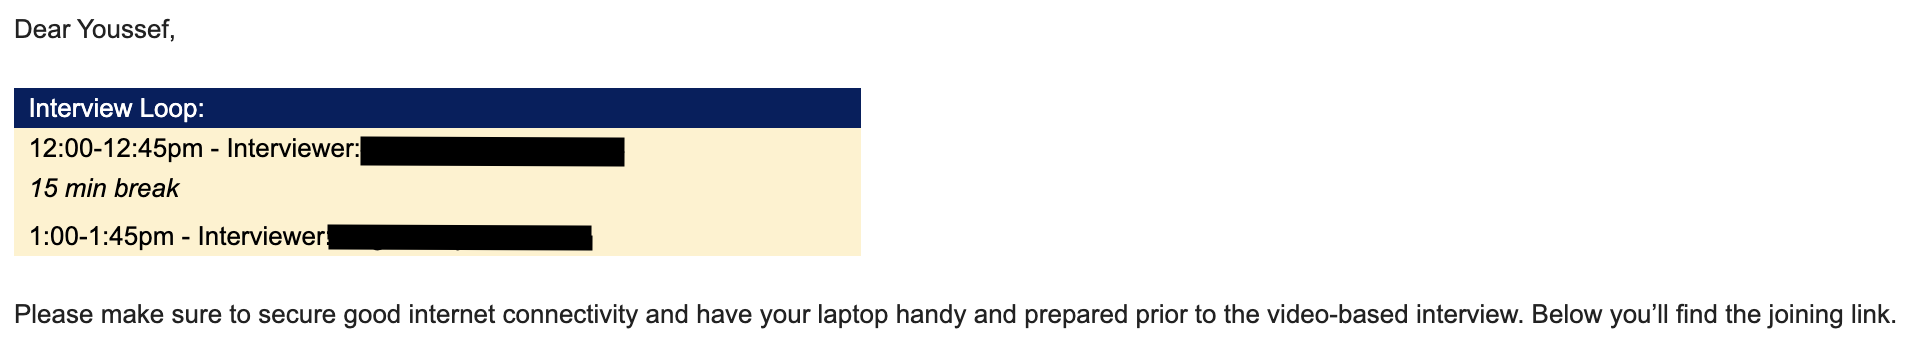 Dear Youssef,
Interview Loop:
12:00-12:45pm - Interviewer:
15 min break
1:00-1:45pm - Interviewer:
Please make sure to secure good internet connectivity and have your laptop handy and prepared prior to the video-based interview. Below you’ll find the joining link.